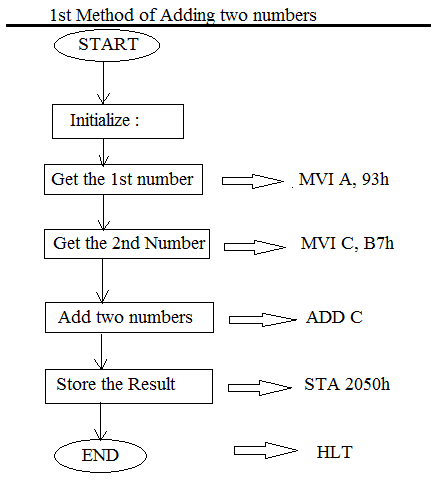 1st Method of Adding two numbers
START
Initialize :
Get the 1st number
MVI A, 93h
Get the 2nd Number
MVI C, B7h
Add two numbers
ADD C
Store the Result
STA 2050h
END
HLT